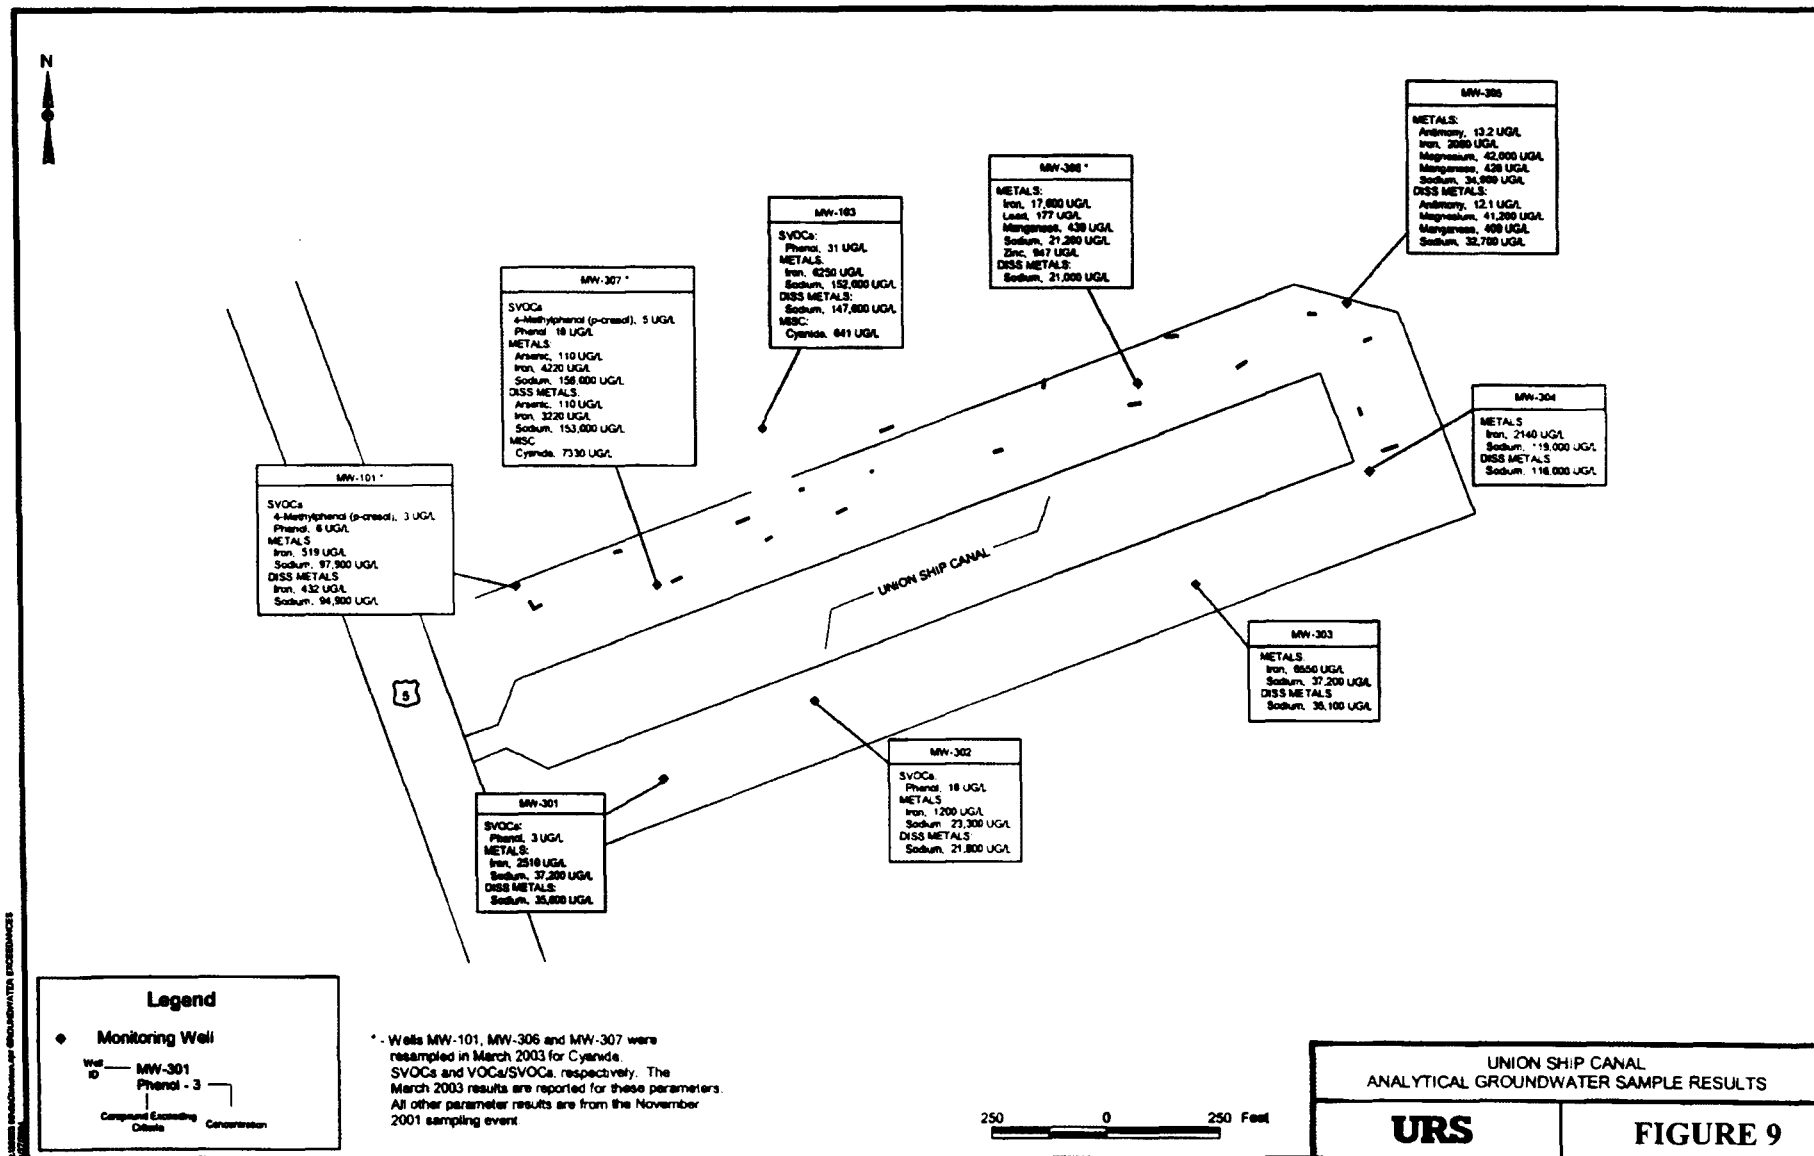 N
MW-305
METALS:
Antimony, 13.2 UG/L
Iron, 2080 UG/L
Magnesium, 42,000 UG/L
Manganese, 428 UG/L
Sodium, 34,900 UG/L
DISS METALS:
Antimony, 12.1 UG/L
Magnesium, 41,200 UG/L
Manganese, 409 UG/L
Sodium, 32,700 UG/L
MW-306 *
METALS:
Iron, 17,600 UG/L
Lead, 177 UG/L
Manganese, 439 UG/L
Sodium, 21,200 UG/L
Zinc, 947 UG/L
DISS METALS:
Sodium, 21,000 UG/L
MW-103
SVOCs:
Phenol, 31 UG/L
METALS.
Iron, 6250 UG/L
Sodium, 152,000 UG/L
DISS METALS:
Sodium, 147,600 UG/L
MISC:
Cyanide, 641 UG/L
MW-307 *
SVOCs
4-Methylphenol (p-cresol), 5 UG/L
Phenol 18 UG/L
METALS:
Arsenic, 110 UG/L
Iron, 4220 UG/L
Sodium, 156,000 UG/L
DISS METALS.
Arsenic, 110 UG/L
Iron, 3220 UG/L
Sodium, 153,000 UG/L
MISC
Cyanide, 7330 UG/L
MW-304
METALS
Iron, 2140 UG/L
Sodium, 119,000 UG/L
DISS METALS
Sodium, 116,000 UG/L
MW-101 *
SVOCs
4-Methylphenol (p-cresol), 3 UG/L
Phenol, 6 UG/L
METALS
Iron, 519 UG/L
Sodium, 97,900 UG/L
DISS METALS
Iron, 432 UG/L
Sodium, 94,900 UG/L
UNION SHIP CANAL
MW-303
METALS.
Iron, 6550 UG/L
Sodium, 37,200 UG/L
DISS METALS
Sodium, 36,100 UG/L
5
MW-302
SVOCs.
Phenol, 18 UG/L
METALS
Iron, 1200 UG/L
Sodium 23,300 UG/L
DISS METALS:
Sodium, 21,800 UG/L
MW-301
SVOCs:
Phenol, 3 UG/L
METALS:
Iron, 2510 UG/L
Sodium, 37,200 UG/L
DISS METALS:
Sodium, 35,600 UG/L
Legend
Monitoring Well
Well ID
MW-301
Phenol - 3
Compound Exceeding
Criteria
Concentration
* - Wells MW-101, MW-306 and MW-307 were
resampled in March 2003 for Cyanide.
SVOCs and VOCs/SVOCs, respectively. The
March 2003 results are reported for these parameters.
All other parameter results are from the November
2001 sampling event
250 0 250 Feet
UNION SHIP CANAL
ANALYTICAL GROUNDWATER SAMPLE RESULTS
URS
FIGURE 9
GROUNDWATER EXCEEDANCES